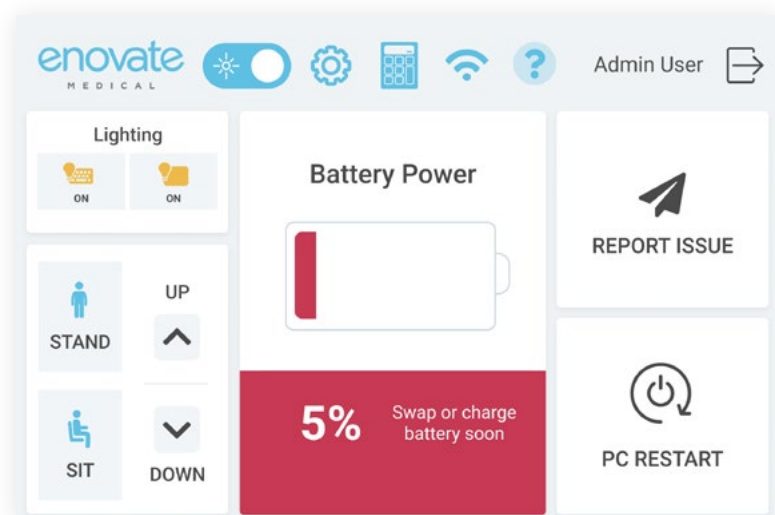 enovate
MEDICAL
Admin User
Lighting
ON
ON
STAND
UP
SIT
DOWN
Battery Power
5%
Swap or charge
battery soon
REPORT ISSUE
PC RESTART